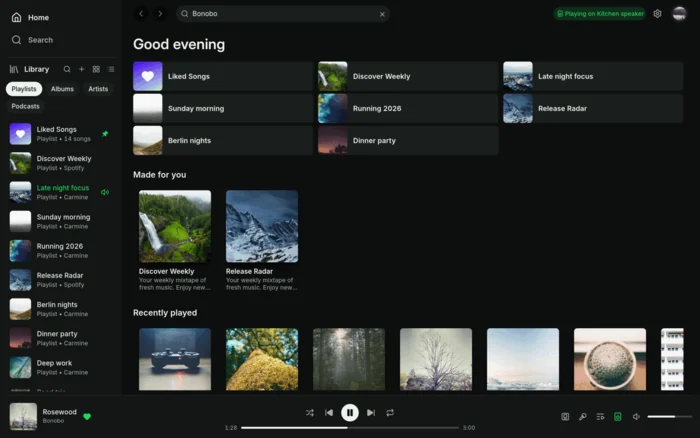 Home
Search
Library
Playlists
Albums
Artists
Podcasts
Liked Songs
Playlist • 14 songs
Discover Weekly
Playlist • Spotify
Late night focus
Playlist • Carmine
Sunday morning
Playlist • Carmine
Running 2026
Playlist • Carmine
Release Radar
Playlist • Spotify
Berlin nights
Playlist • Carmine
Dinner party
Playlist • Carmine
Deep work
Playlist • Carmine
Bonobo
Playing on Kitchen speaker
Good evening
Liked Songs
Discover Weekly
Late night focus
Sunday morning
Running 2026
Release Radar
Berlin nights
Dinner party
Made for you
Discover Weekly
Your weekly mixtape of
fresh music. Enjoy new...
Release Radar
Your weekly mixtape of
fresh music. Enjoy new...
Recently played
Rosewood
Bonobo
1:28
3:00